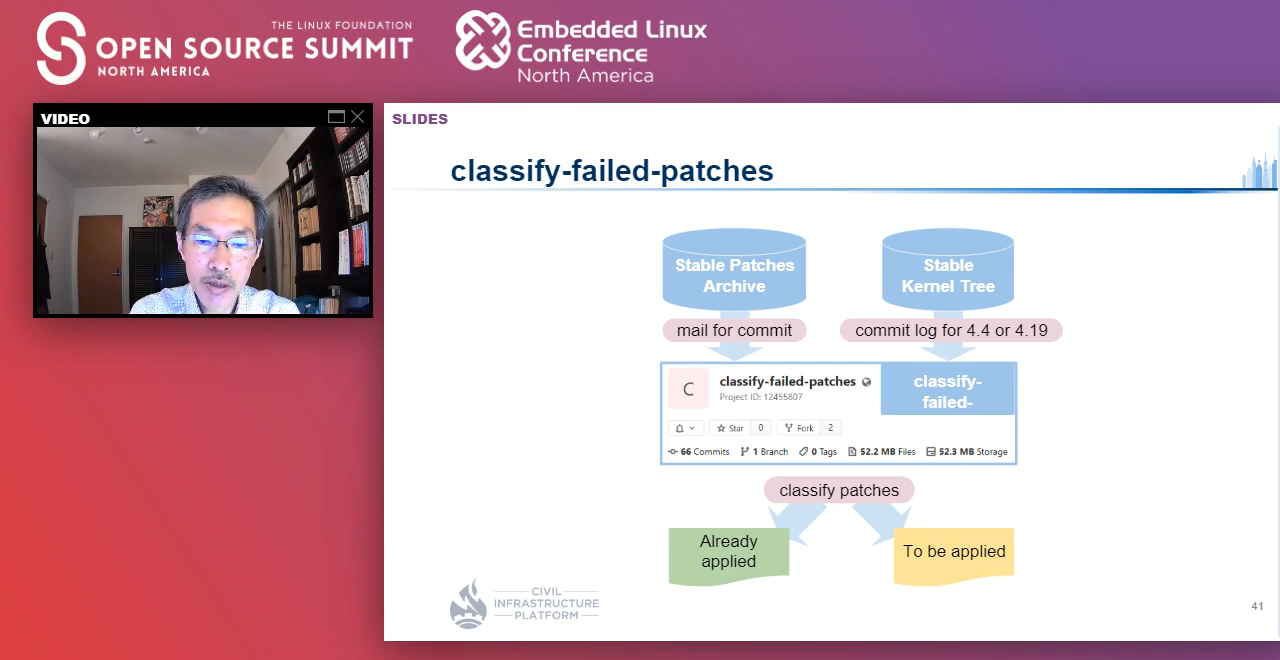 THE LINUX FOUNDATION
OPEN SOURCE SUMMIT
NORTH AMERICA
Embedded Linux
Conference
North America
VIDEO
SLIDES
classify-failed-patches
Stable Patches
Archive
Stable
Kernel Tree
mail for commit
commit log for 4.4 or 4.19
C
classify-failed-patches
Project ID: 12455807
classify-
failed-
Star 0 Fork 2
66 Commits 1 Branch 0 Tags 52.2 MB Files 52.3 MB Storage
classify patches
Already
applied
To be applied
CIVIL
INFRASTRUCTURE
PLATFORM
41